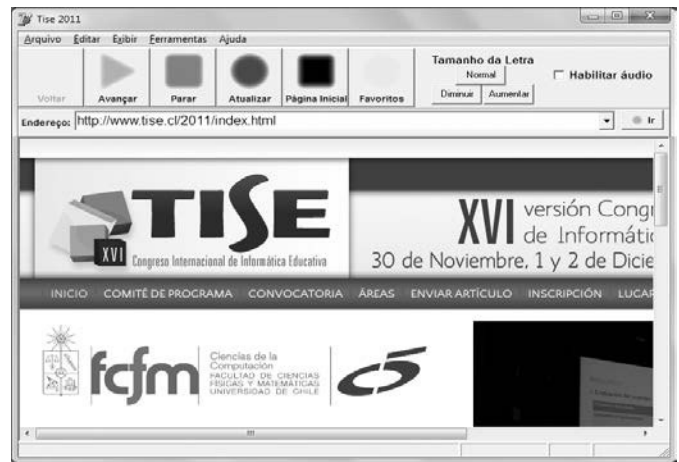 Tise 2011
Arquivo Editar Exibir Ferramentas Ajuda
Voltar Avançar Parar Atualizar Página Inicial Favoritos
Tamanho da Letra
Normal
Diminuir Aumentar
Habilitar áudio
Endereço: http://www.tise.cl/2011/index.html Ir
TISE
XVI Congreso Internacional de Informática Educativa
XVI versión Congr
de Informátic
30 de Noviembre, 1 y 2 de Dicie
INICIO COMITÉ DE PROGRAMA CONVOCATORIA ÁREAS ENVIAR ARTÍCULO INSCRIPCIÓN LUGAR
fcfm
Ciencias de la
Computación
FACULTAD DE CIENCIAS
FÍSICAS Y MATEMÁTICAS
UNIVERSIDAD DE CHILE
c5